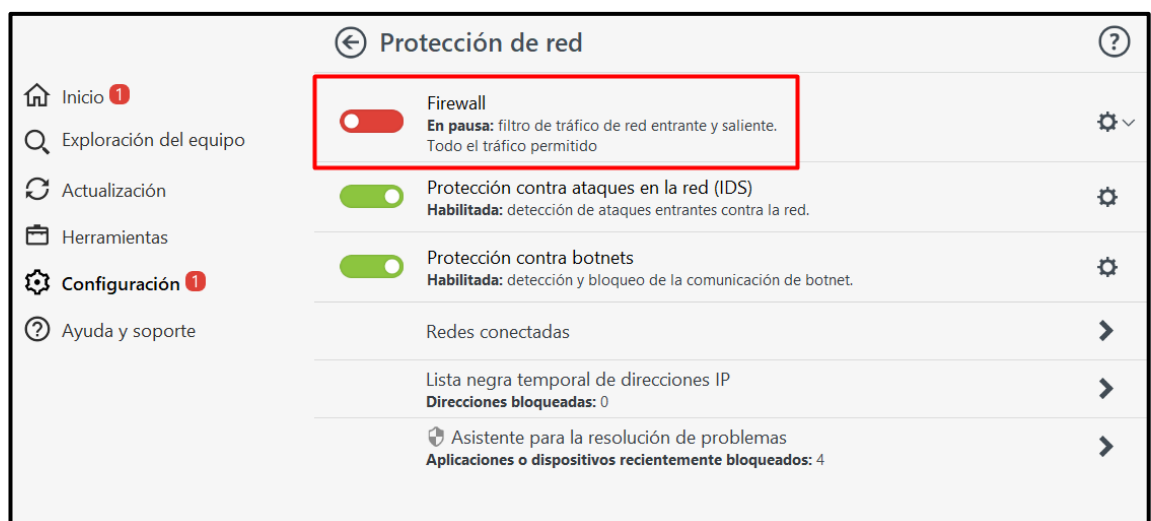 Protección de red
?
Inicio 1
Exploración del equipo
Actualización
Herramientas
Configuración 1
? Ayuda y soporte
Firewall
En pausa: filtro de tráfico de red entrante y saliente.
Todo el tráfico permitido
Protección contra ataques en la red (IDS)
Habilitada: detección de ataques entrantes contra la red.
Protección contra botnets
Habilitada: detección y bloqueo de la comunicación de botnet.
Redes conectadas
Lista negra temporal de direcciones IP
Direcciones bloqueadas: 0
Asistente para la resolución de problemas
Aplicaciones o dispositivos recientemente bloqueados: 4